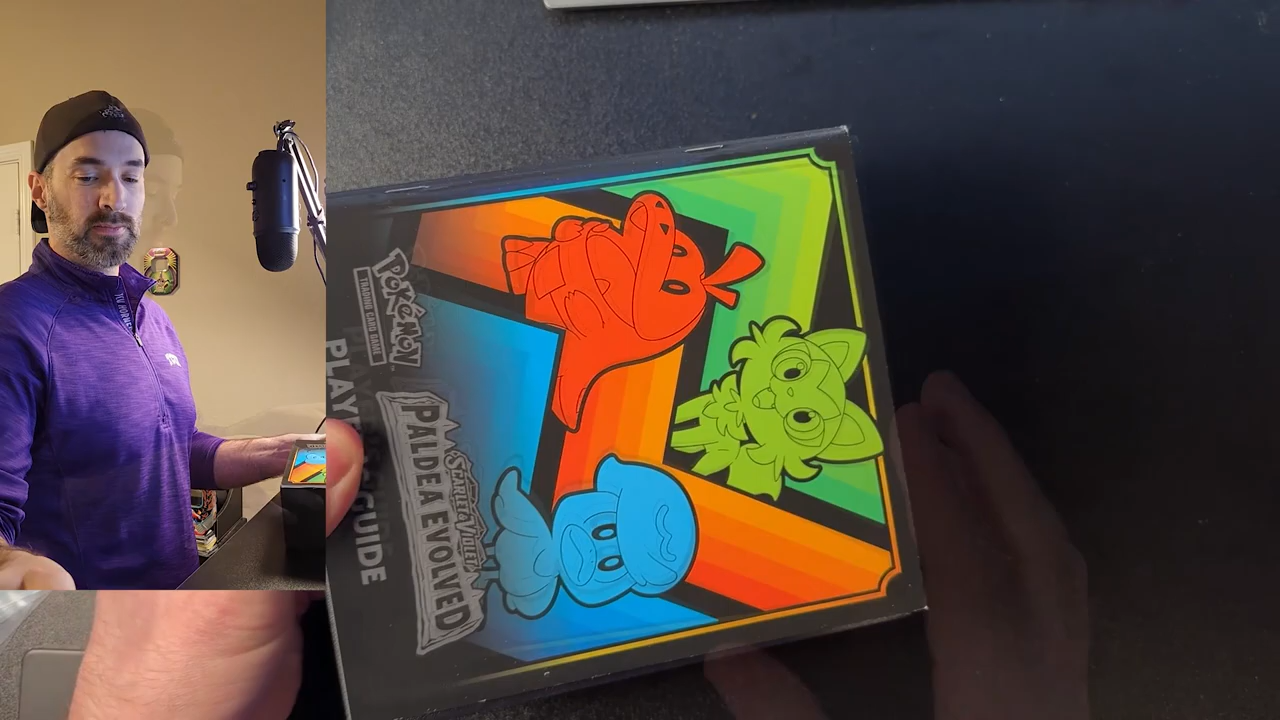 POKéMON
TRADING CARD GAME
SCARLET & VIOLET
PALDEA EVOLVED
PLAYER'S GUIDE